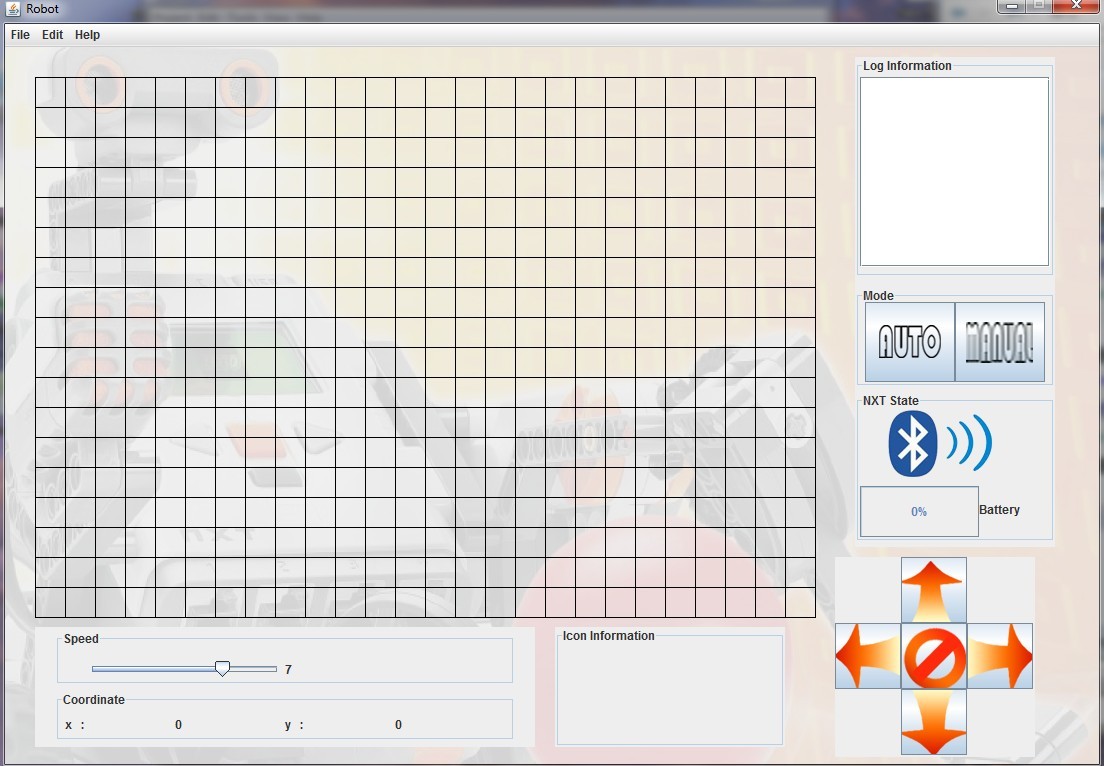 Robot
File Edit Help
Log Information
Mode
AUTO MANUAL
NXT State
0% Battery
nxt
Speed
7
Coordinate
x : 0 y : 0
Icon Information